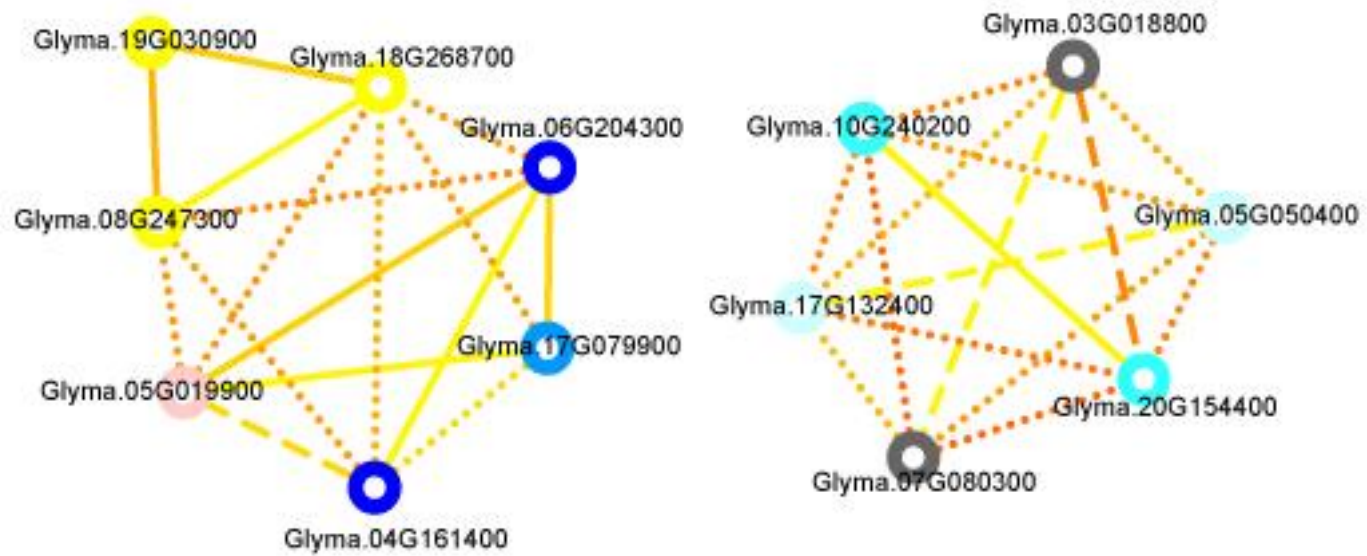 Glyma.19G030900
Glyma.18G268700
Glyma.06G204300
Glyma.08G247300
Glyma.17G079900
Glyma.05G019900
Glyma.04G161400
Glyma.03G018800
Glyma.10G240200
Glyma.05G050400
Glyma.17G132400
Glyma.20G154400
Glyma.07G080300